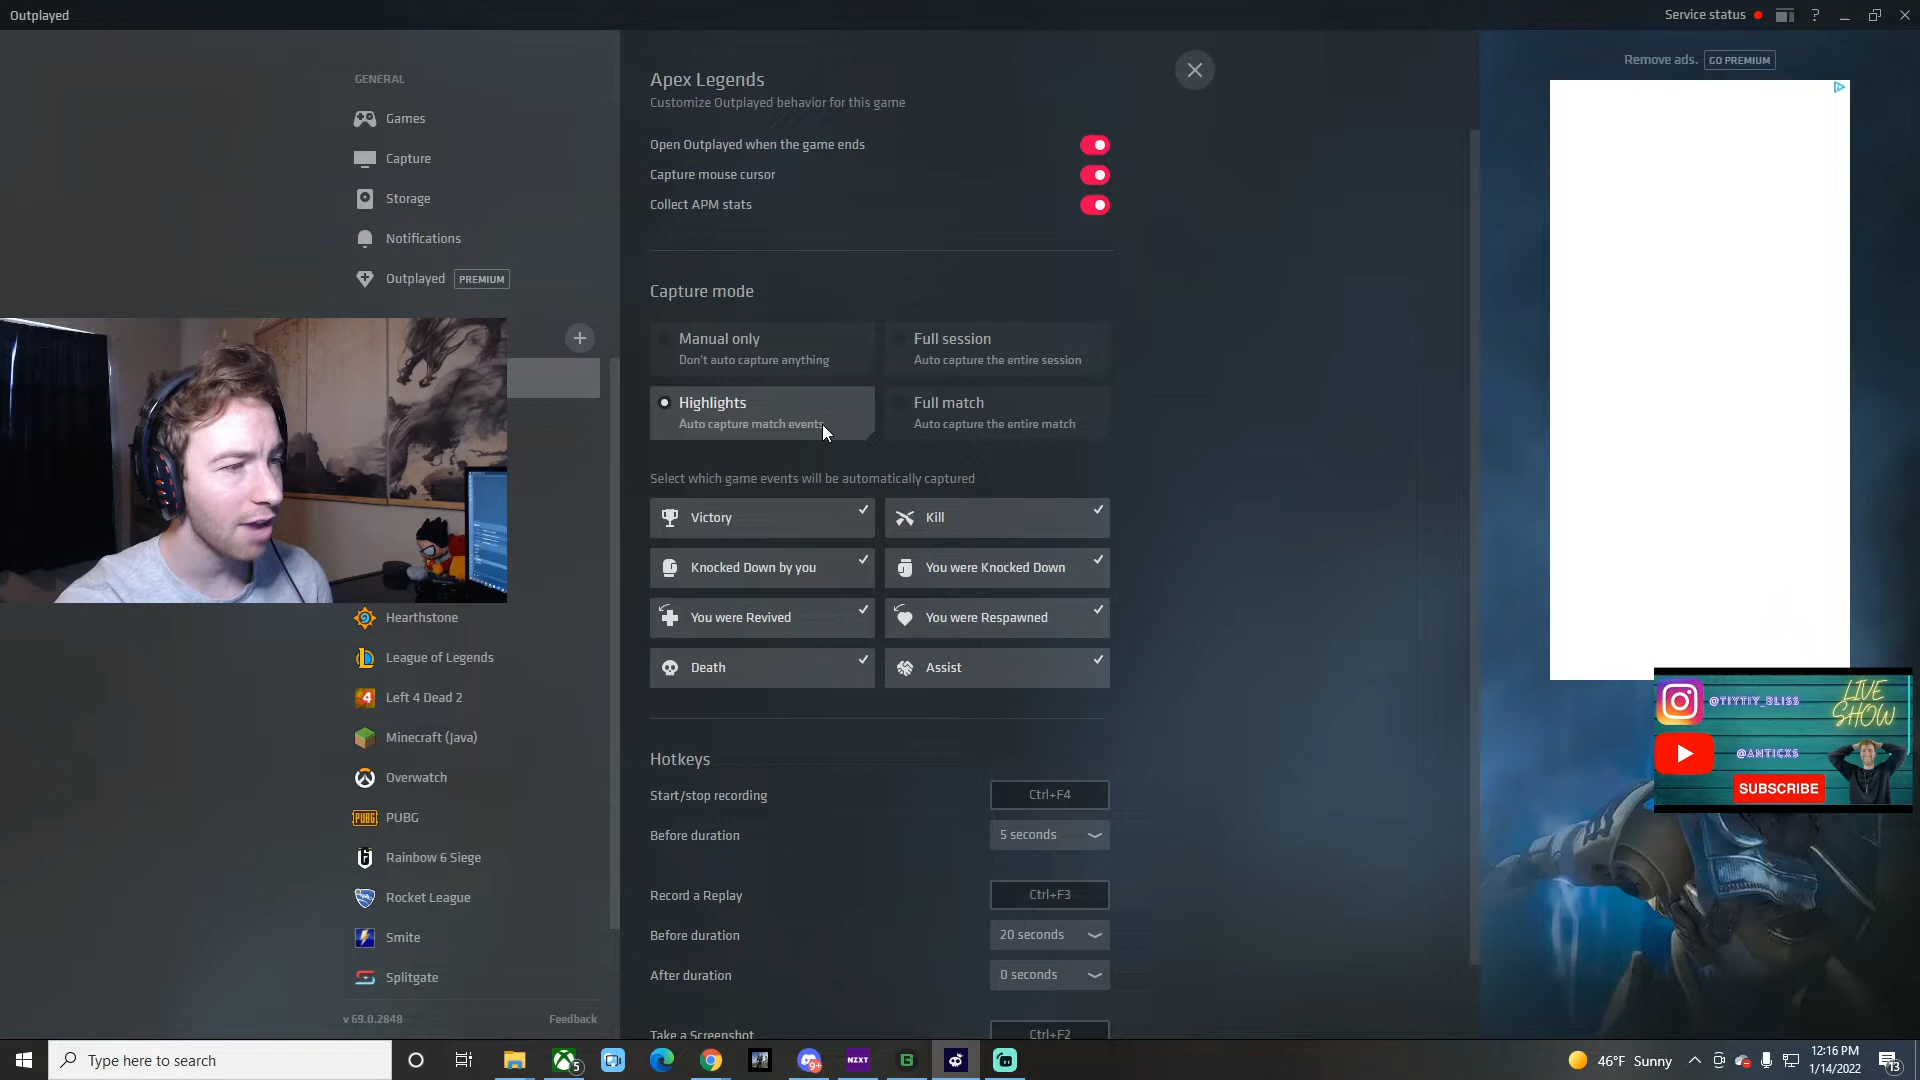 Outplayed
Service status
?
GENERAL
Games
Capture
Storage
Notifications
Outplayed PREMIUM
Hearthstone
League of Legends
Left 4 Dead 2
Minecraft (Java)
Overwatch
PUBG
Rainbow 6 Siege
Rocket League
Smite
Splitgate
v 69.0.2848 Feedback
Apex Legends
Customize Outplayed behavior for this game
Open Outplayed when the game ends
Capture mouse cursor
Collect APM stats
Capture mode
Manual only
Don't auto capture anything
Full session
Auto capture the entire session
Highlights
Auto capture match events
Full match
Auto capture the entire match
Select which game events will be automatically captured
Victory
Kill
Knocked Down by you
You were Knocked Down
You were Revived
You were Respawned
Death
Assist
Hotkeys
Start/stop recording Ctrl+F4
Before duration 5 seconds
Record a Replay Ctrl+F3
Before duration 20 seconds
After duration 0 seconds
Take a Screenshot Ctrl+F2
Remove ads. GO PREMIUM
@TIYTIY_BLISS
LIVE
SHOW
@ANTICXS
SUBSCRIBE
Type here to search
5
9+
NZXT
46°F Sunny
12:16 PM
1/14/2022
13